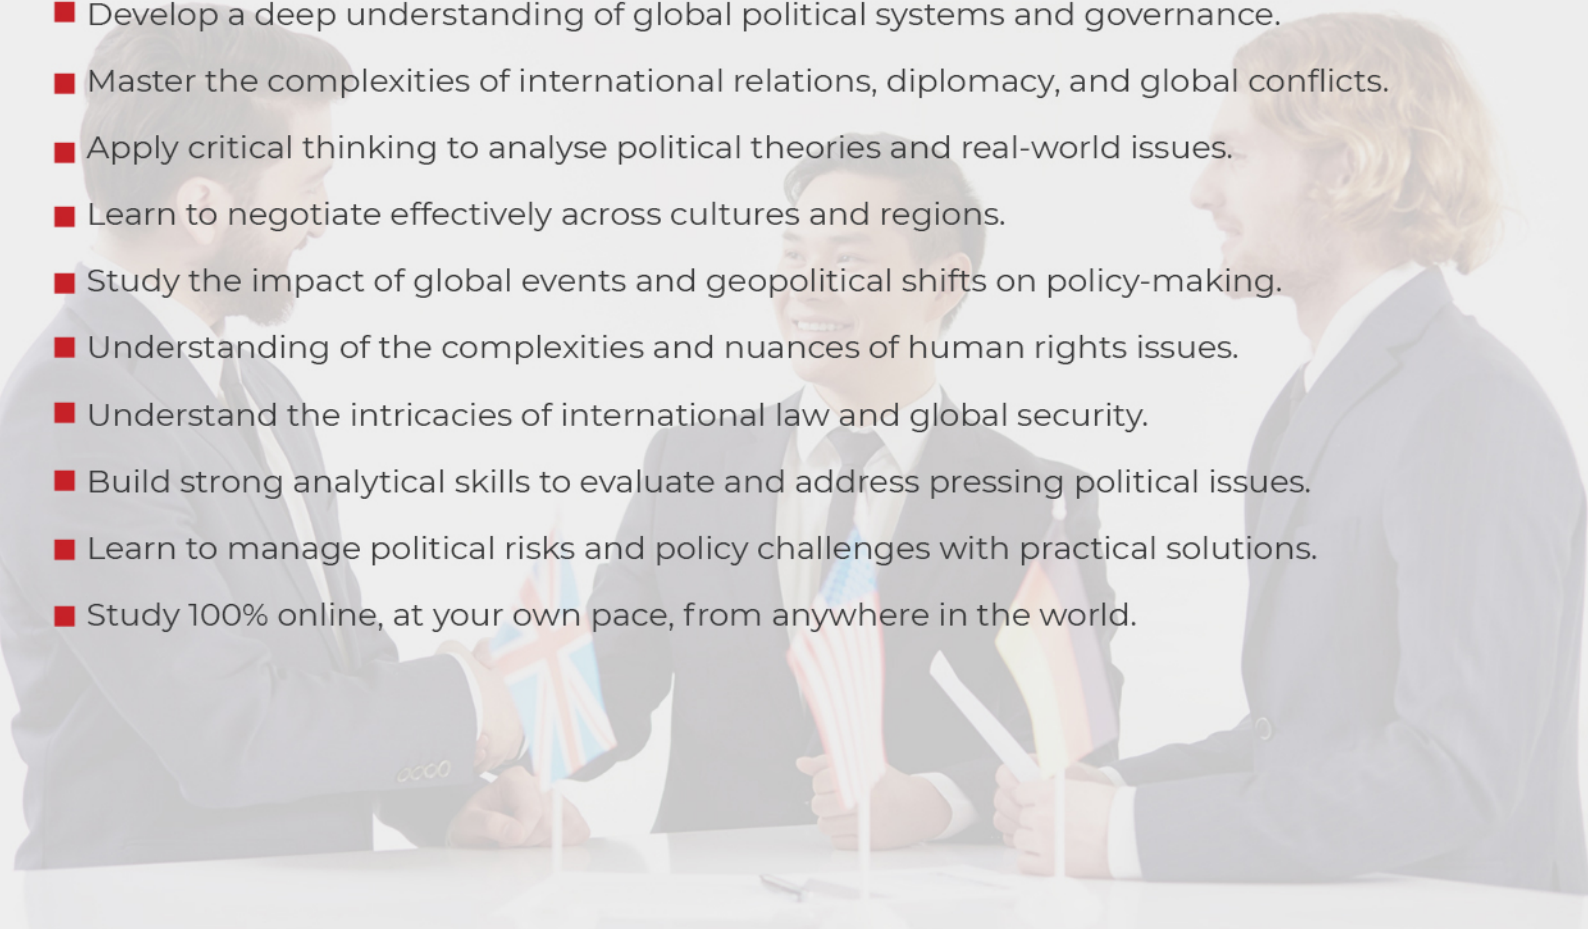 Develop a deep understanding of global political systems and governance.
Master the complexities of international relations, diplomacy, and global conflicts.
Apply critical thinking to analyse political theories and real-world issues.
Learn to negotiate effectively across cultures and regions.
Study the impact of global events and geopolitical shifts on policy-making.
Understanding of the complexities and nuances of human rights issues.
Understand the intricacies of international law and global security.
Build strong analytical skills to evaluate and address pressing political issues.
Learn to manage political risks and policy challenges with practical solutions.
Study 100% online, at your own pace, from anywhere in the world.